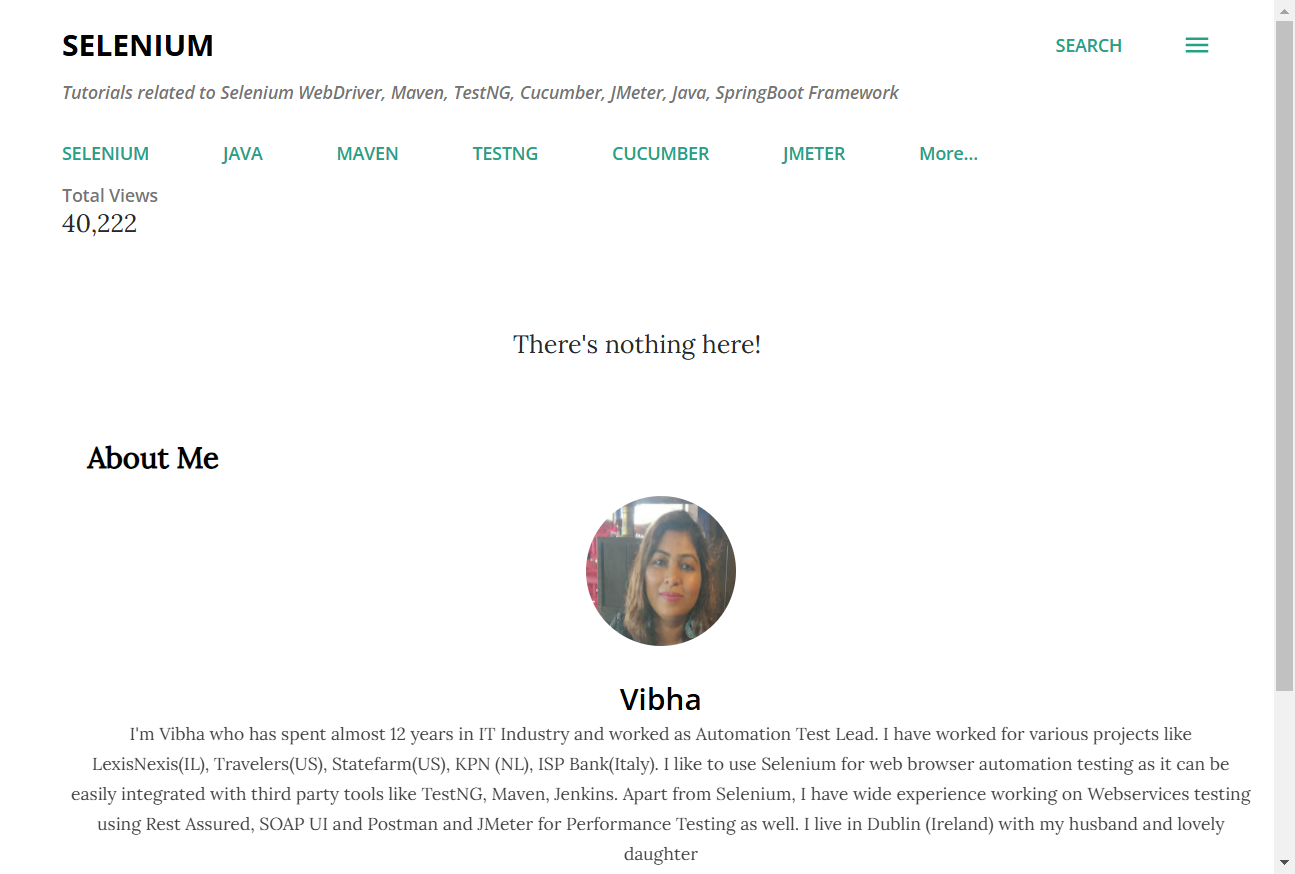 SELENIUM
SEARCH
Tutorials related to Selenium WebDriver, Maven, TestNG, Cucumber, JMeter, Java, SpringBoot Framework
SELENIUM JAVA MAVEN TESTNG CUCUMBER JMETER More...
Total Views
40,222
There's nothing here!
About Me
Vibha
I'm Vibha who has spent almost 12 years in IT Industry and worked as Automation Test Lead. I have worked for various projects like
LexisNexis(IL), Travelers(US), Statefarm(US), KPN (NL), ISP Bank(Italy). I like to use Selenium for web browser automation testing as it can be
easily integrated with third party tools like TestNG, Maven, Jenkins. Apart from Selenium, I have wide experience working on Webservices testing
using Rest Assured, SOAP UI and Postman and JMeter for Performance Testing as well. I live in Dublin (Ireland) with my husband and lovely
daughter